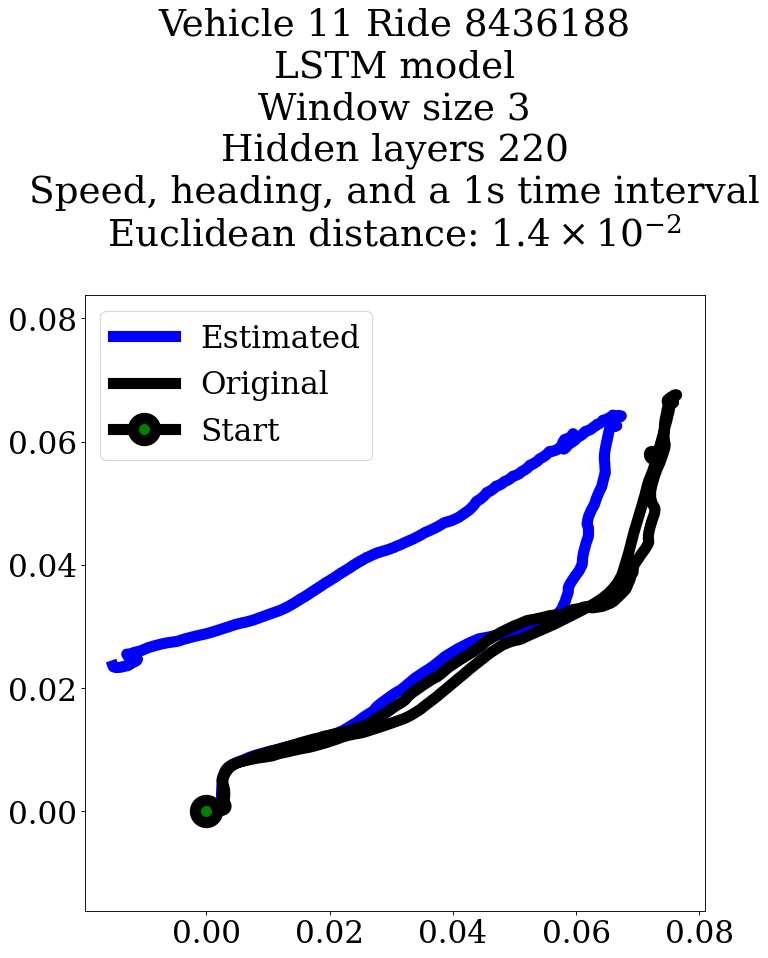 Vehicle 11 Ride 8436188
LSTM model
Window size 3
Hidden layers 220
Speed, heading, and a 1s time interval
Euclidean distance: 1.4 × 10⁻²
0.08
Estimated
Original
Start
0.06
0.04
0.02
0.00
0.00 0.02 0.04 0.06 0.08